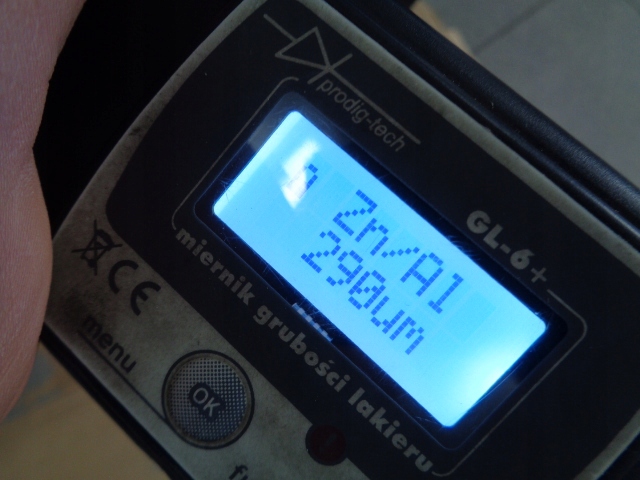 prodig-tech
GL-6+
Zn/Al
290um
miernik grubości lakieru
CE
menu
OK